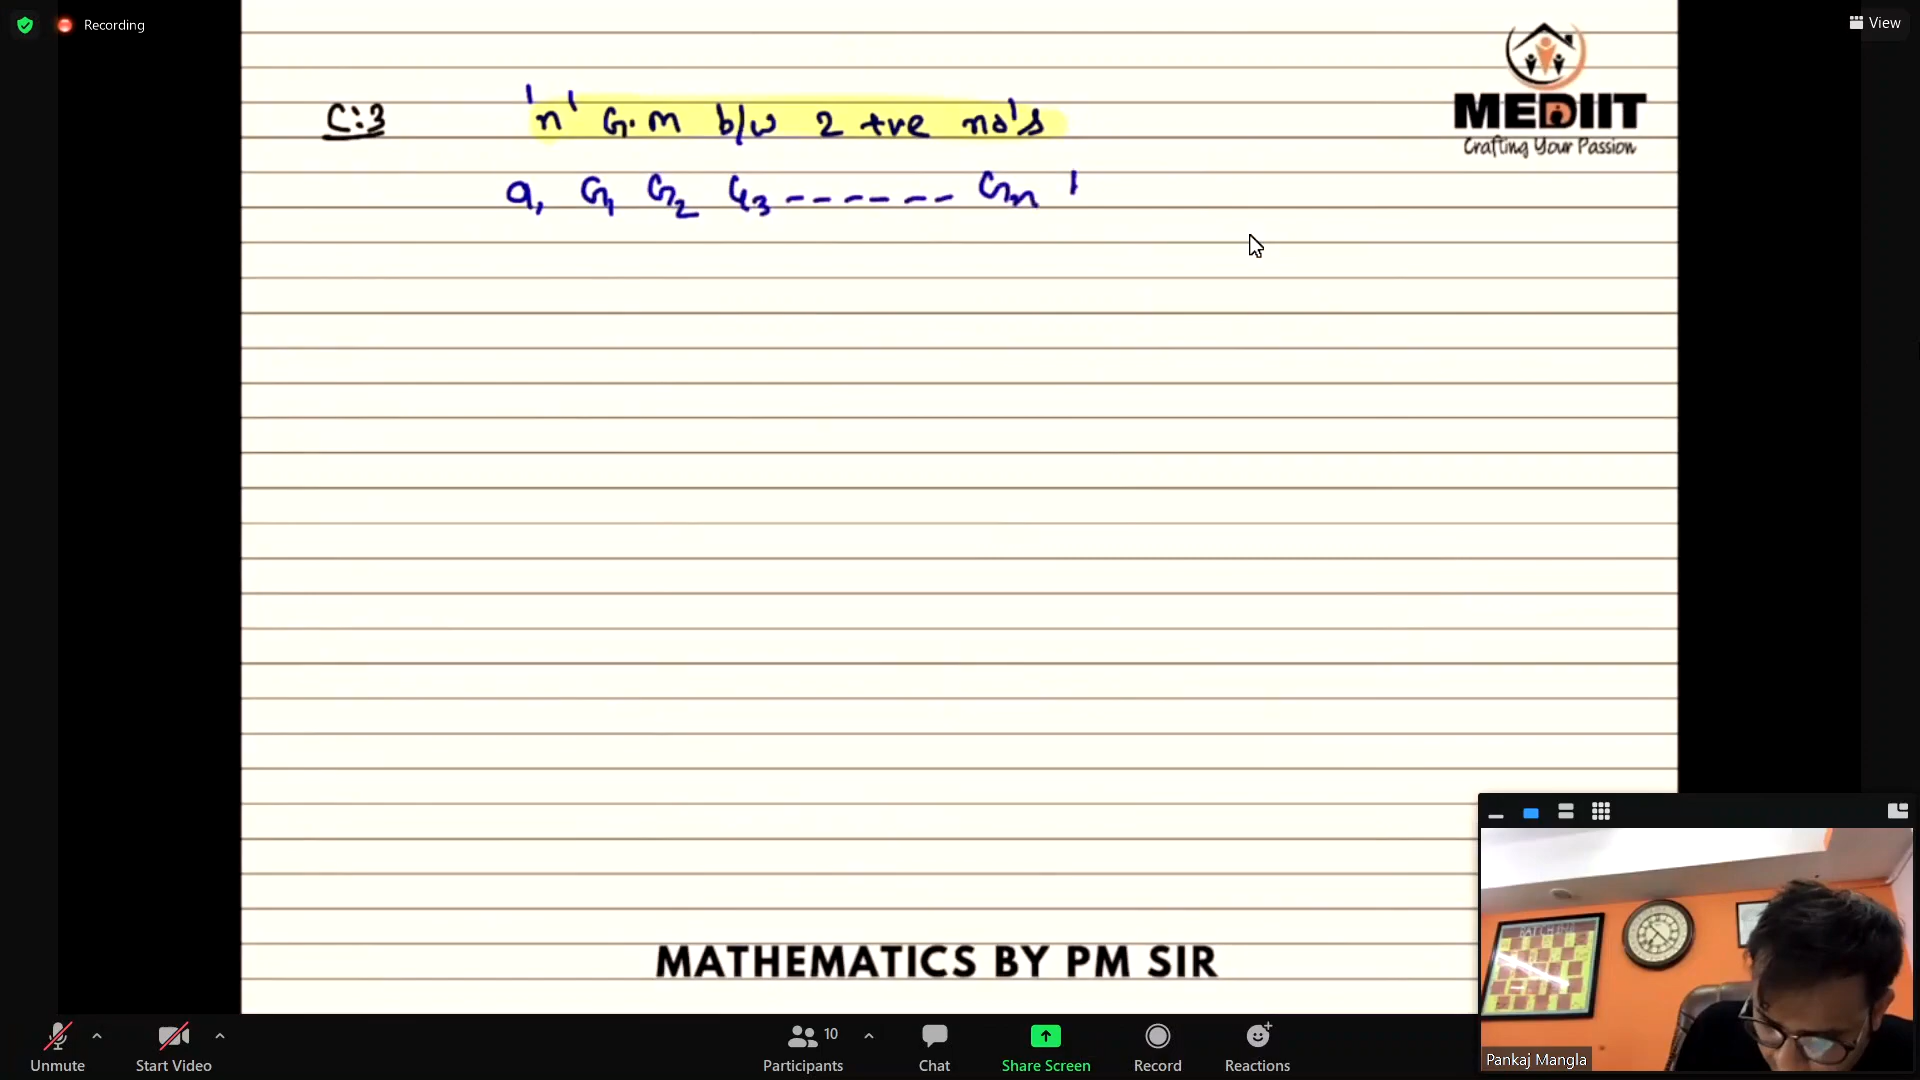 Recording
View
C:3 'n' G.M b/w 2 +ve no's
MEDIIT
Crafting Your Passion
a, G1 G2 G3 ------- Gn
MATHEMATICS BY PM SIR
Pankaj Mangla
Unmute
Start Video
10
Participants
Chat
Share Screen
Record
Reactions